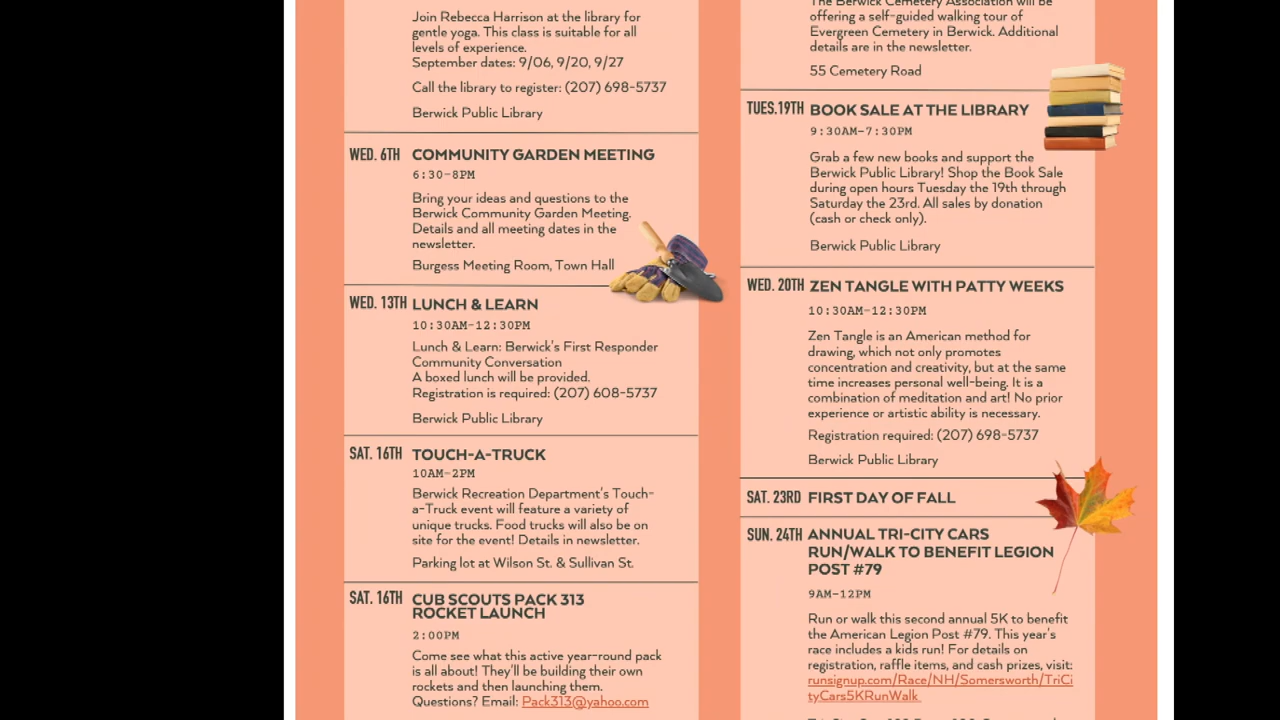 Join Rebecca Harrison at the library for
gentle yoga. This class is suitable for all
levels of experience.
September dates: 9/06, 9/20, 9/27
Call the library to register: (207) 698-5737
Berwick Public Library
WED. 6TH COMMUNITY GARDEN MEETING
6:30-8PM
Bring your ideas and questions to the
Berwick Community Garden Meeting.
Details and all meeting dates in the
newsletter.
Burgess Meeting Room, Town Hall
WED. 13TH LUNCH & LEARN
10:30AM-12:30PM
Lunch & Learn: Berwick's First Responder
Community Conversation
A boxed lunch will be provided.
Registration is required: (207) 608-5737
Berwick Public Library
SAT. 16TH TOUCH-A-TRUCK
10AM-2PM
Berwick Recreation Department's Touch-
a-Truck event will feature a variety of
unique trucks. Food trucks will also be on
site for the event! Details in newsletter.
Parking lot at Wilson St. & Sullivan St.
SAT. 16TH CUB SCOUTS PACK 313
ROCKET LAUNCH
2:00PM
Come see what this active year-round pack
is all about! They'll be building their own
rockets and then launching them.
Questions? Email: Pack313@yahoo.com
The Berwick Cemetery Association will be
offering a self-guided walking tour of
Evergreen Cemetery in Berwick. Additional
details are in the newsletter.
55 Cemetery Road
TUES.19TH BOOK SALE AT THE LIBRARY
9:30AM-7:30PM
Grab a few new books and support the
Berwick Public Library! Shop the Book Sale
during open hours Tuesday the 19th through
Saturday the 23rd. All sales by donation
(cash or check only).
Berwick Public Library
WED. 20TH ZEN TANGLE WITH PATTY WEEKS
10:30AM-12:30PM
Zen Tangle is an American method for
drawing, which not only promotes
concentration and creativity, but at the same
time increases personal well-being. It is a
combination of meditation and art! No prior
experience or artistic ability is necessary.
Registration required: (207) 698-5737
Berwick Public Library
SAT. 23RD FIRST DAY OF FALL
SUN. 24TH ANNUAL TRI-CITY CARS
RUN/WALK TO BENEFIT LEGION
POST #79
9AM-12PM
Run or walk this second annual 5K to benefit
the American Legion Post #79. This year's
race includes a kids run! For details on
registration, raffle items, and cash prizes, visit:
runsignup.com/Race/NH/Somersworth/TriCi
tyCars5KRunWalk